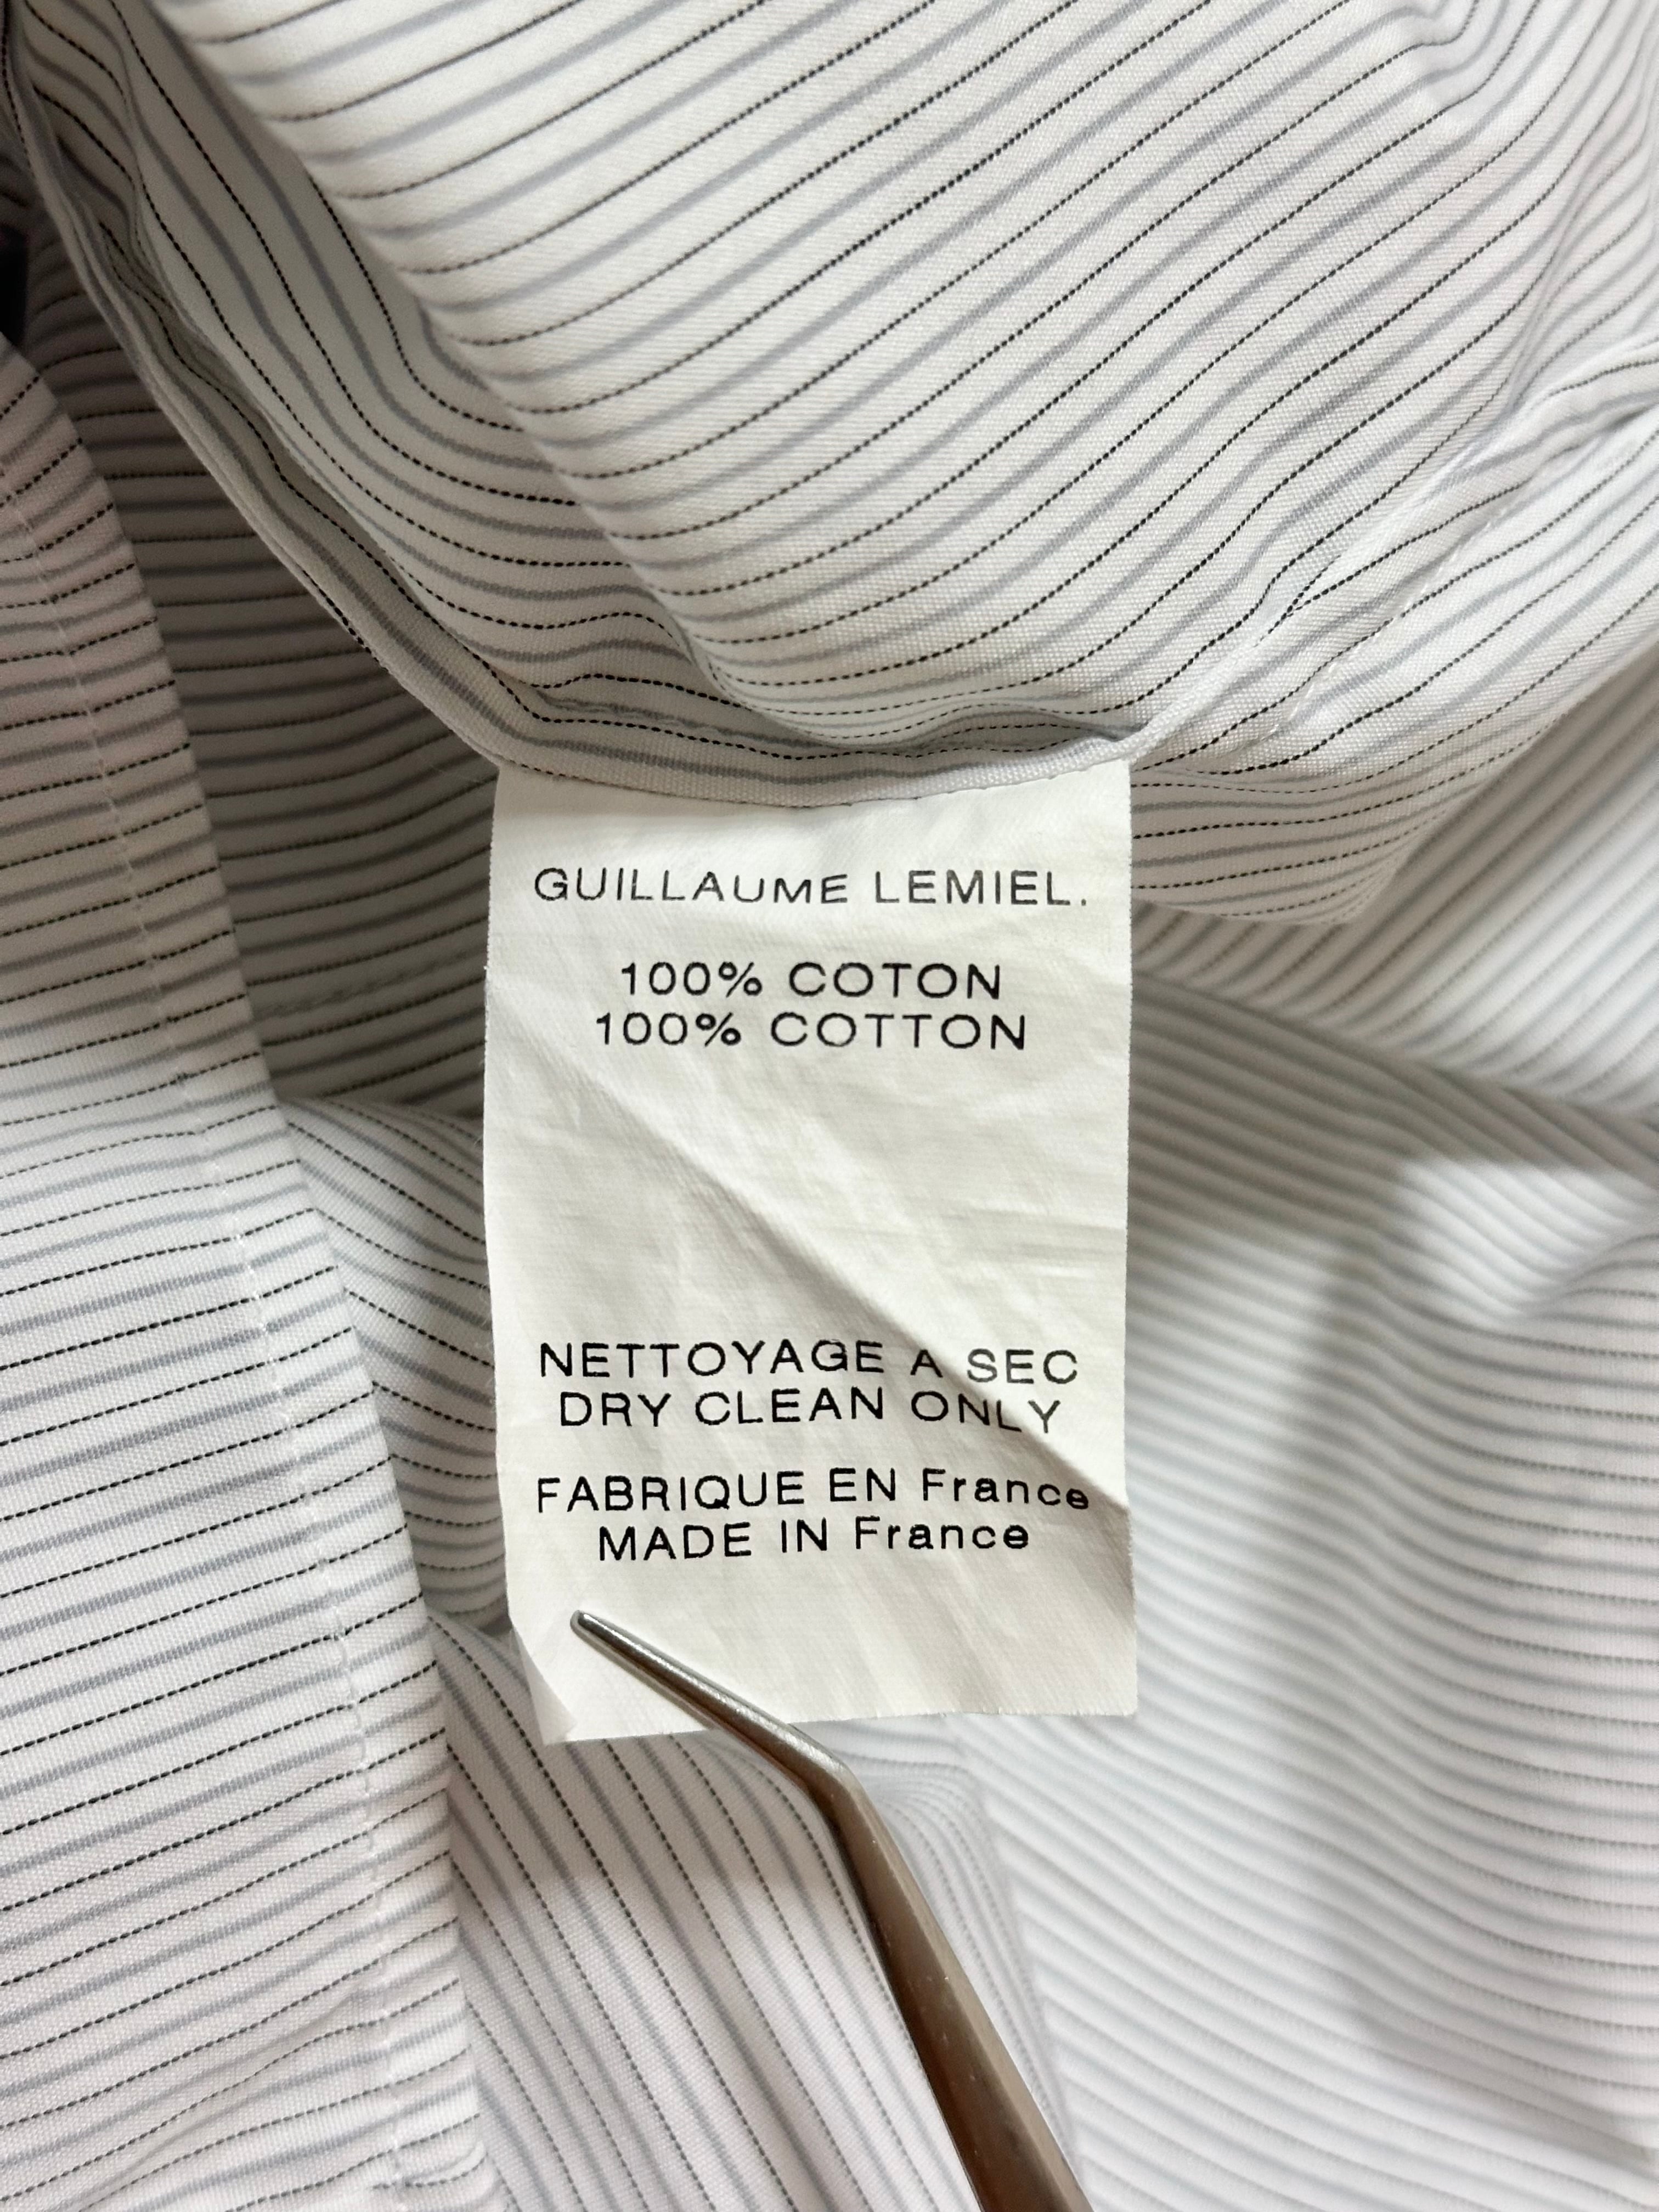 GUILLAUME LEMIEL.
100% COTON
100% COTTON
NETTOYAGE A SEC
DRY CLEAN ONLY
FABRIQUE EN France
MADE IN France